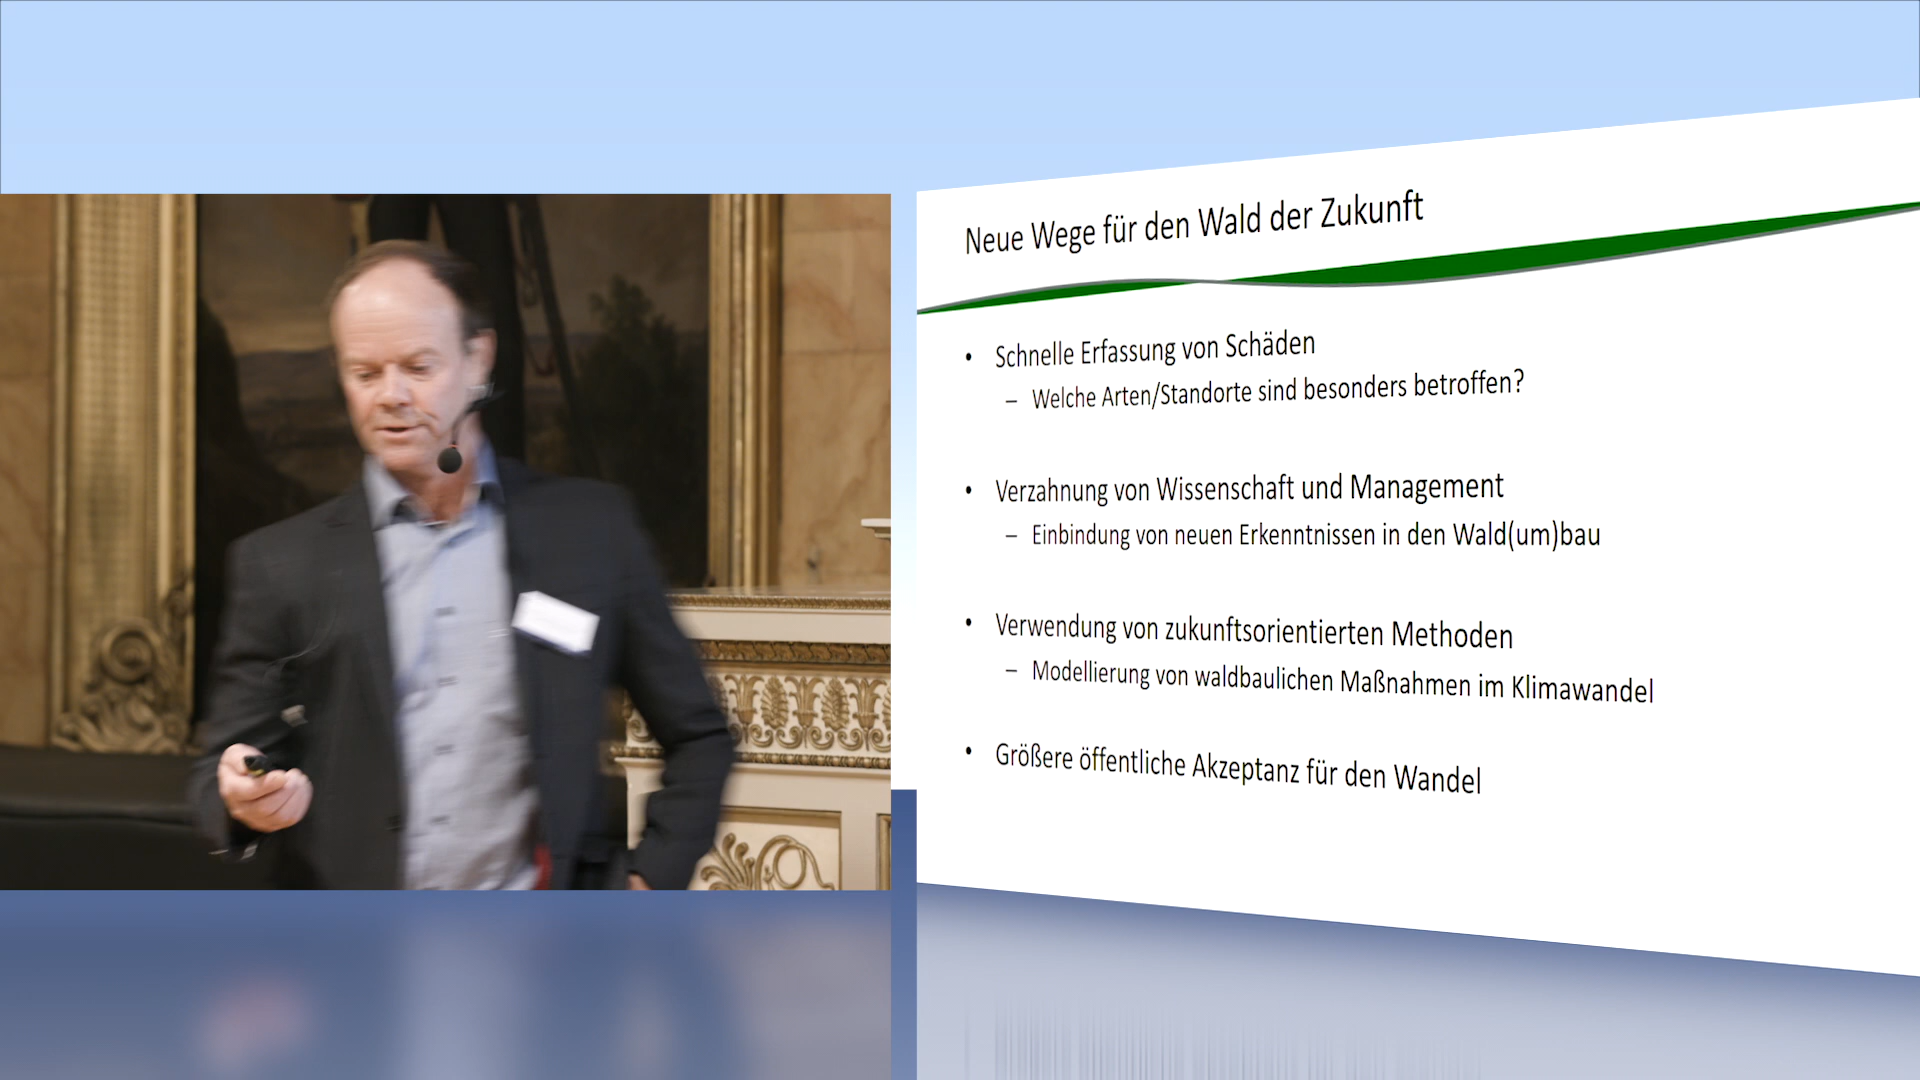 Neue Wege für den Wald der Zukunft
• Schnelle Erfassung von Schäden
– Welche Arten/Standorte sind besonders betroffen?
• Verzahnung von Wissenschaft und Management
– Einbindung von neuen Erkenntnissen in den Wald(um)bau
• Verwendung von zukunftsorientierten Methoden
– Modellierung von waldbaulichen Maßnahmen im Klimawandel
• Größere öffentliche Akzeptanz für den Wandel